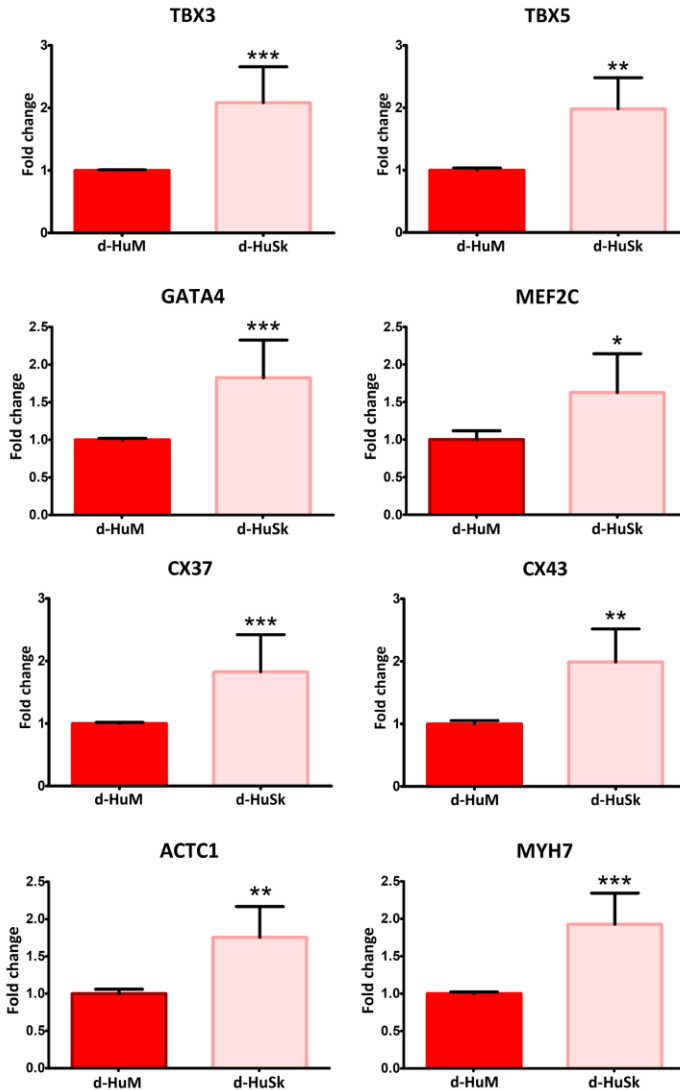 TBX3
Fold change
3
2
1
0
***
d-HuM d-HuSk
TBX5
Fold change
3
2
1
0
**
d-HuM d-HuSk
GATA4
Fold change
2.5
2.0
1.5
1.0
0.5
0.0
***
d-HuM d-HuSk
MEF2C
Fold change
2.5
2.0
1.5
1.0
0.5
0.0
*
d-HuM d-HuSk
CX37
Fold change
3
2
1
0
***
d-HuM d-HuSk
CX43
Fold change
3
2
1
0
**
d-HuM d-HuSk
ACTC1
Fold change
2.5
2.0
1.5
1.0
0.5
0.0
**
d-HuM d-HuSk
MYH7
Fold change
2.5
2.0
1.5
1.0
0.5
0.0
***
d-HuM d-HuSk